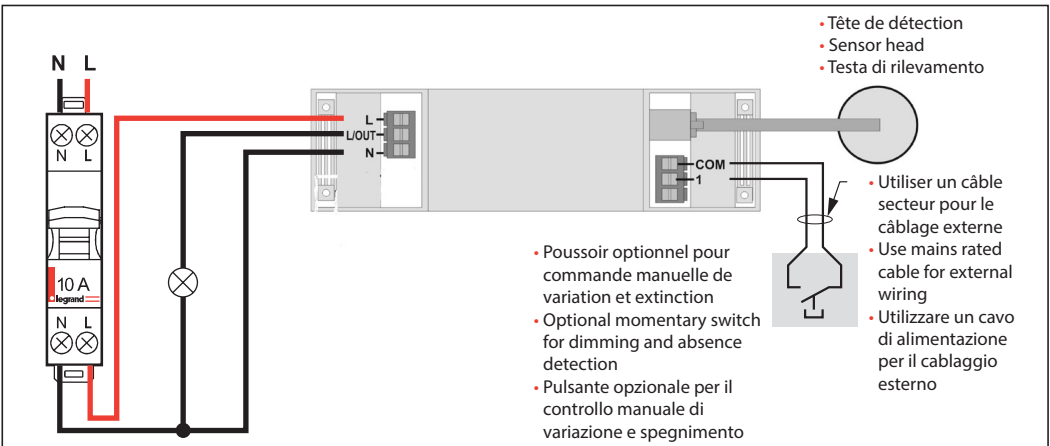 N L
N L
10 A
legrand
N L
L
L/OUT
N
COM
1
• Tête de détection
• Sensor head
• Testa di rilevamento
• Utiliser un câble
secteur pour le
câblage externe
• Use mains rated
cable for external
wiring
• Utilizzare un cavo
di alimentazione
per il cablaggio
esterno
• Poussoir optionnel pour
commande manuelle de
variation et extinction
• Optional momentary switch
for dimming and absence
detection
• Pulsante opzionale per il
controllo manuale di
variazione e spegnimento